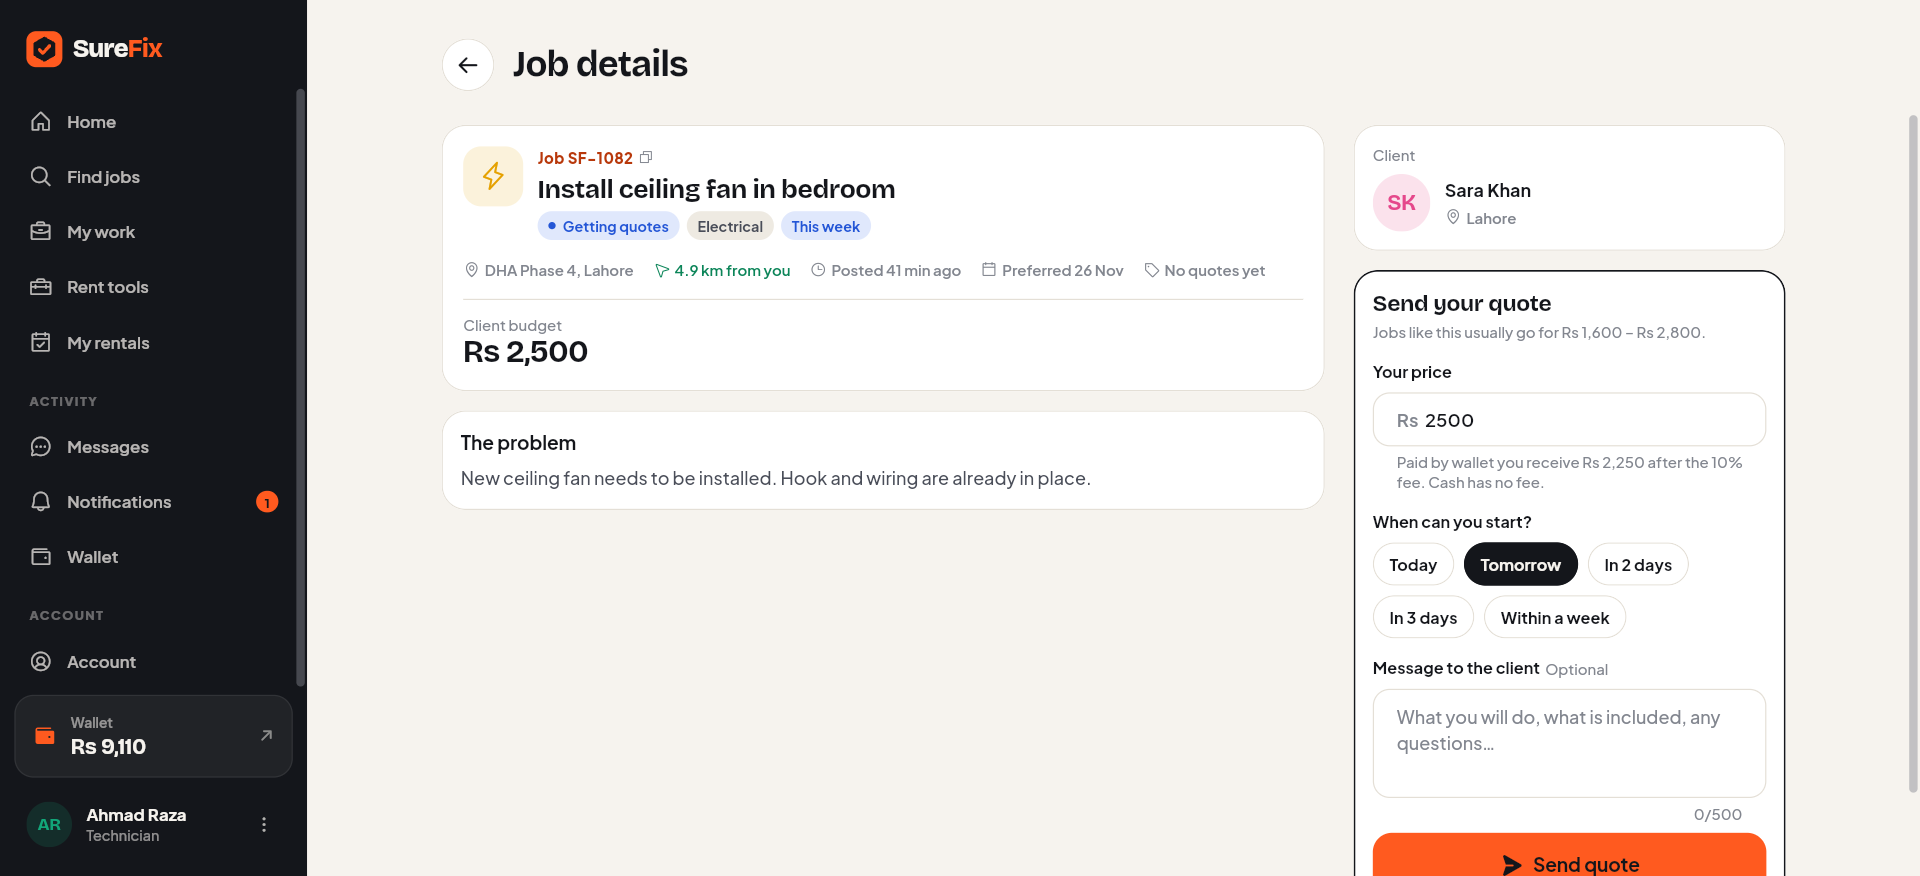 SureFix
Home
Find jobs
My work
Rent tools
My rentals
ACTIVITY
Messages
Notifications
1
Wallet
ACCOUNT
Account
Wallet
Rs 9,110
AR
Ahmad Raza
Technician
Job details
Job SF-1082
Install ceiling fan in bedroom
Getting quotes
Electrical
This week
DHA Phase 4, Lahore
4.9 km from you
Posted 41 min ago
Preferred 26 Nov
No quotes yet
Client budget
Rs 2,500
The problem
New ceiling fan needs to be installed. Hook and wiring are already in place.
Client
SK
Sara Khan
Lahore
Send your quote
Jobs like this usually go for Rs 1,600 – Rs 2,800.
Your price
Rs 2500
Paid by wallet you receive Rs 2,250 after the 10%
fee. Cash has no fee.
When can you start?
Today
Tomorrow
In 2 days
In 3 days
Within a week
Message to the client Optional
What you will do, what is included, any
questions…
0/500
Send quote